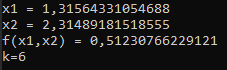 x1 = 1,31564331054688
x2 = 2,31489181518555
f(x1,x2) = 0,51230766229121
k=6